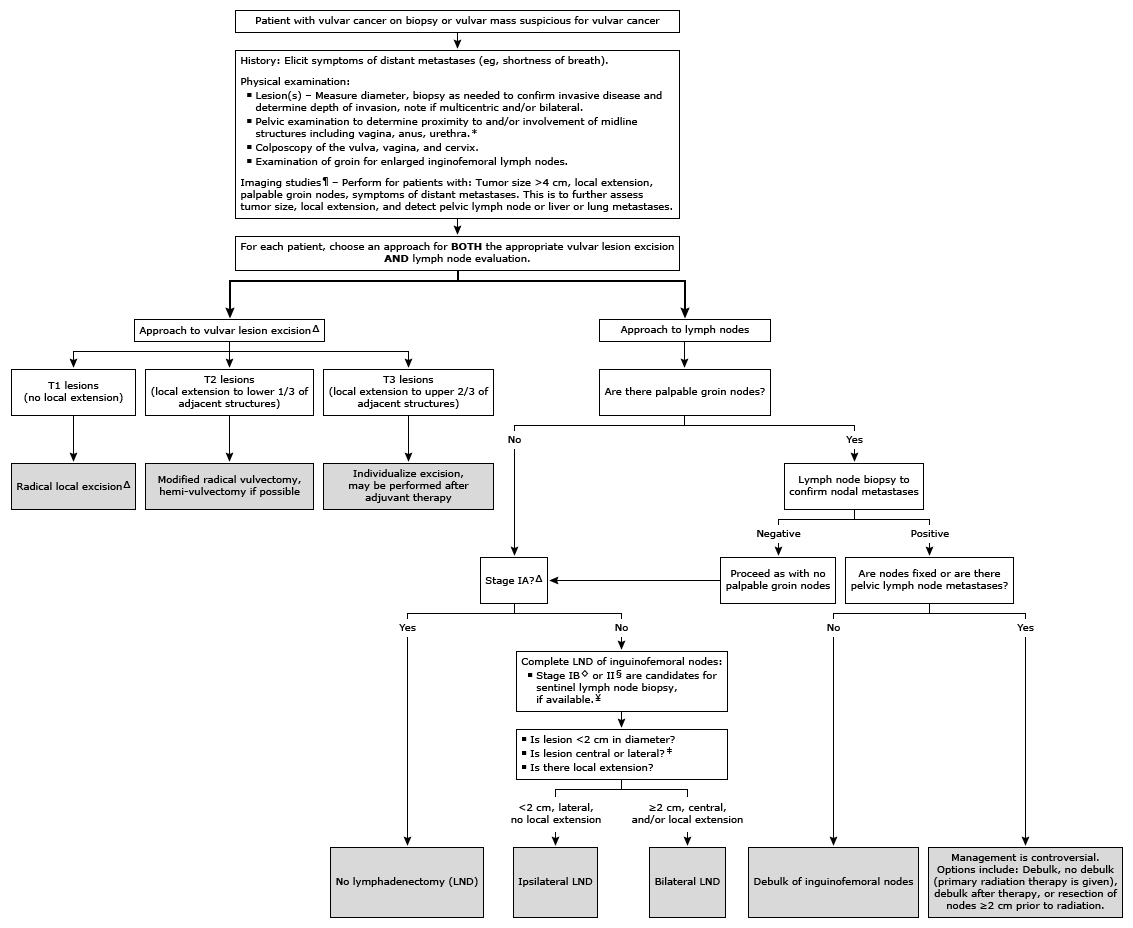 Patient with vulvar cancer on biopsy or vulvar mass suspicious for vulvar cancer
History: Elicit symptoms of distant metastases (eg, shortness of breath).
Physical examination:
▪ Lesion(s) – Measure diameter, biopsy as needed to confirm invasive disease and
determine depth of invasion, note if multicentric and/or bilateral.
▪ Pelvic examination to determine proximity to and/or involvement of midline
structures including vagina, anus, urethra.*
▪ Colposcopy of the vulva, vagina, and cervix.
▪ Examination of groin for enlarged inginofemoral lymph nodes.
Imaging studies¶ – Perform for patients with: Tumor size >4 cm, local extension,
palpable groin nodes, symptoms of distant metastases. This is to further assess
tumor size, local extension, and detect pelvic lymph node or liver or lung metastases.
For each patient, choose an approach for BOTH the appropriate vulvar lesion excision
AND lymph node evaluation.
Approach to vulvar lesion excisionΔ
Approach to lymph nodes
T1 lesions
(no local extension)
T2 lesions
(local extension to lower 1/3 of
adjacent structures)
T3 lesions
(local extension to upper 2/3 of
adjacent structures)
Are there palpable groin nodes?
No
Yes
Radical local excisionΔ
Modified radical vulvectomy,
hemi-vulvectomy if possible
Individualize excision,
may be performed after
adjuvant therapy
Lymph node biopsy to
confirm nodal metastases
Negative
Positive
Stage IA?Δ
Proceed as with no
palpable groin nodes
Are nodes fixed or are there
pelvic lymph node metastases?
Yes
No
No
Yes
Complete LND of inguinofemoral nodes:
▪ Stage IB◊ or II§ are candidates for
sentinel lymph node biopsy,
if available.¥
▪ Is lesion <2 cm in diameter?
▪ Is lesion central or lateral?‡
▪ Is there local extension?
<2 cm, lateral,
no local extension
≥2 cm, central,
and/or local extension
No lymphadenectomy (LND)
Ipsilateral LND
Bilateral LND
Debulk of inguinofemoral nodes
Management is controversial.
Options include: Debulk, no debulk
(primary radiation therapy is given),
debulk after therapy, or resection of
nodes ≥2 cm prior to radiation.